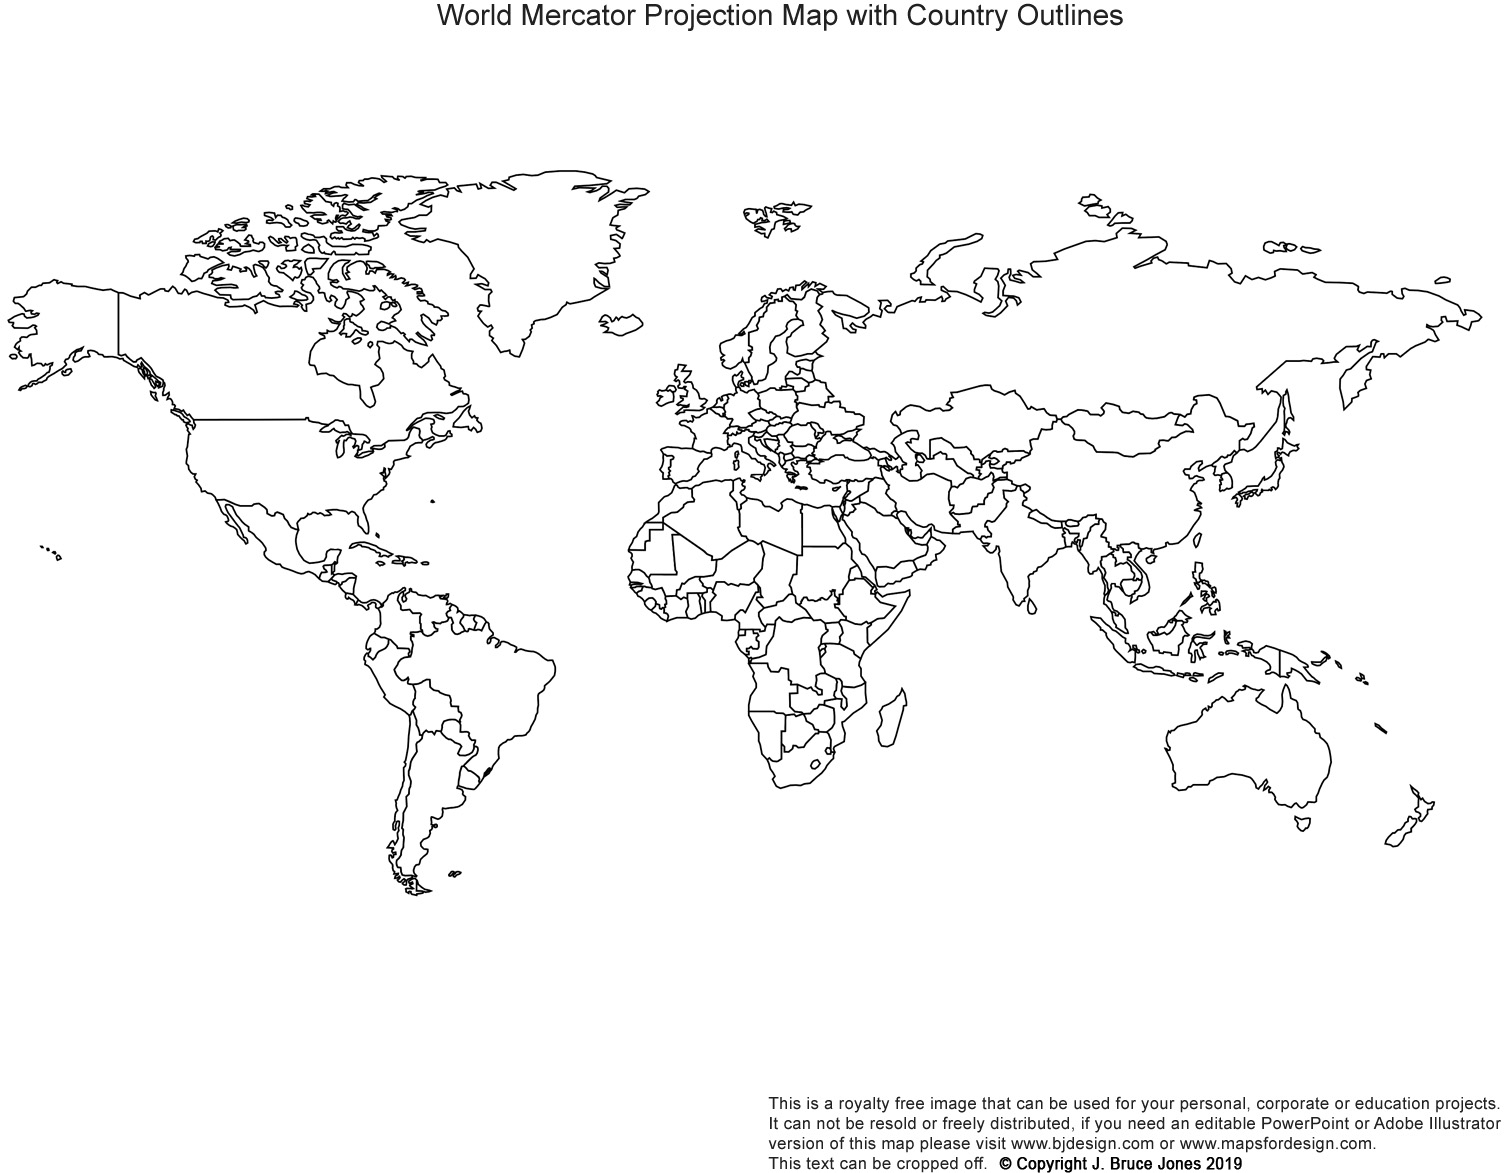 World Mercator Projection Map with Country Outlines
This is a royalty free image that can be used for your personal, corporate or education projects.
It can not be resold or freely distributed, if you need an editable PowerPoint or Adobe Illustrator
version of this map please visit www.bjdesign.com or www.mapsfordesign.com.
This text can be cropped off. © Copyright J. Bruce Jones 2019